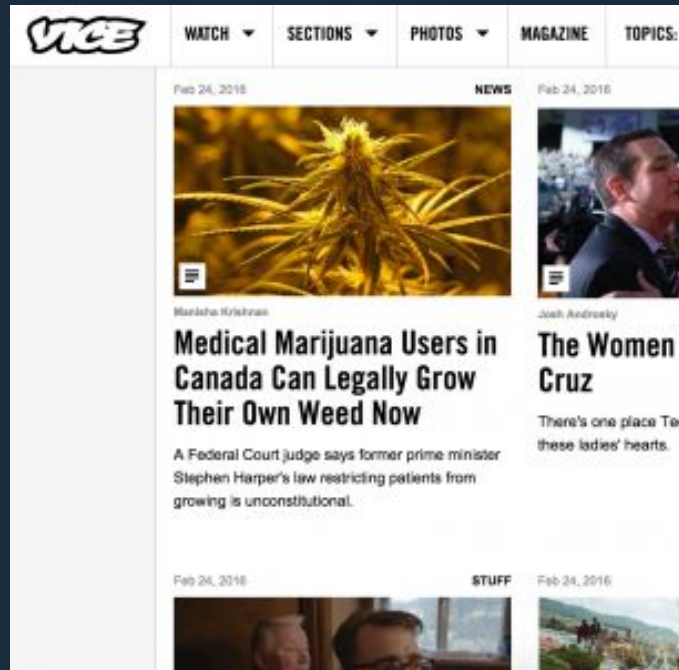 VICE
WATCH
SECTIONS
PHOTOS
MAGAZINE
TOPICS:
Feb 24, 2016
NEWS
Manisha Krishnan
Medical Marijuana Users in
Canada Can Legally Grow
Their Own Weed Now
A Federal Court judge says former prime minister
Stephen Harper's law restricting patients from
growing is unconstitutional.
Feb 24, 2016
Josh Androsky
The Women
Cruz
There's one place Te
these ladies' hearts.
Feb 24, 2016
STUFF
Feb 24, 2016